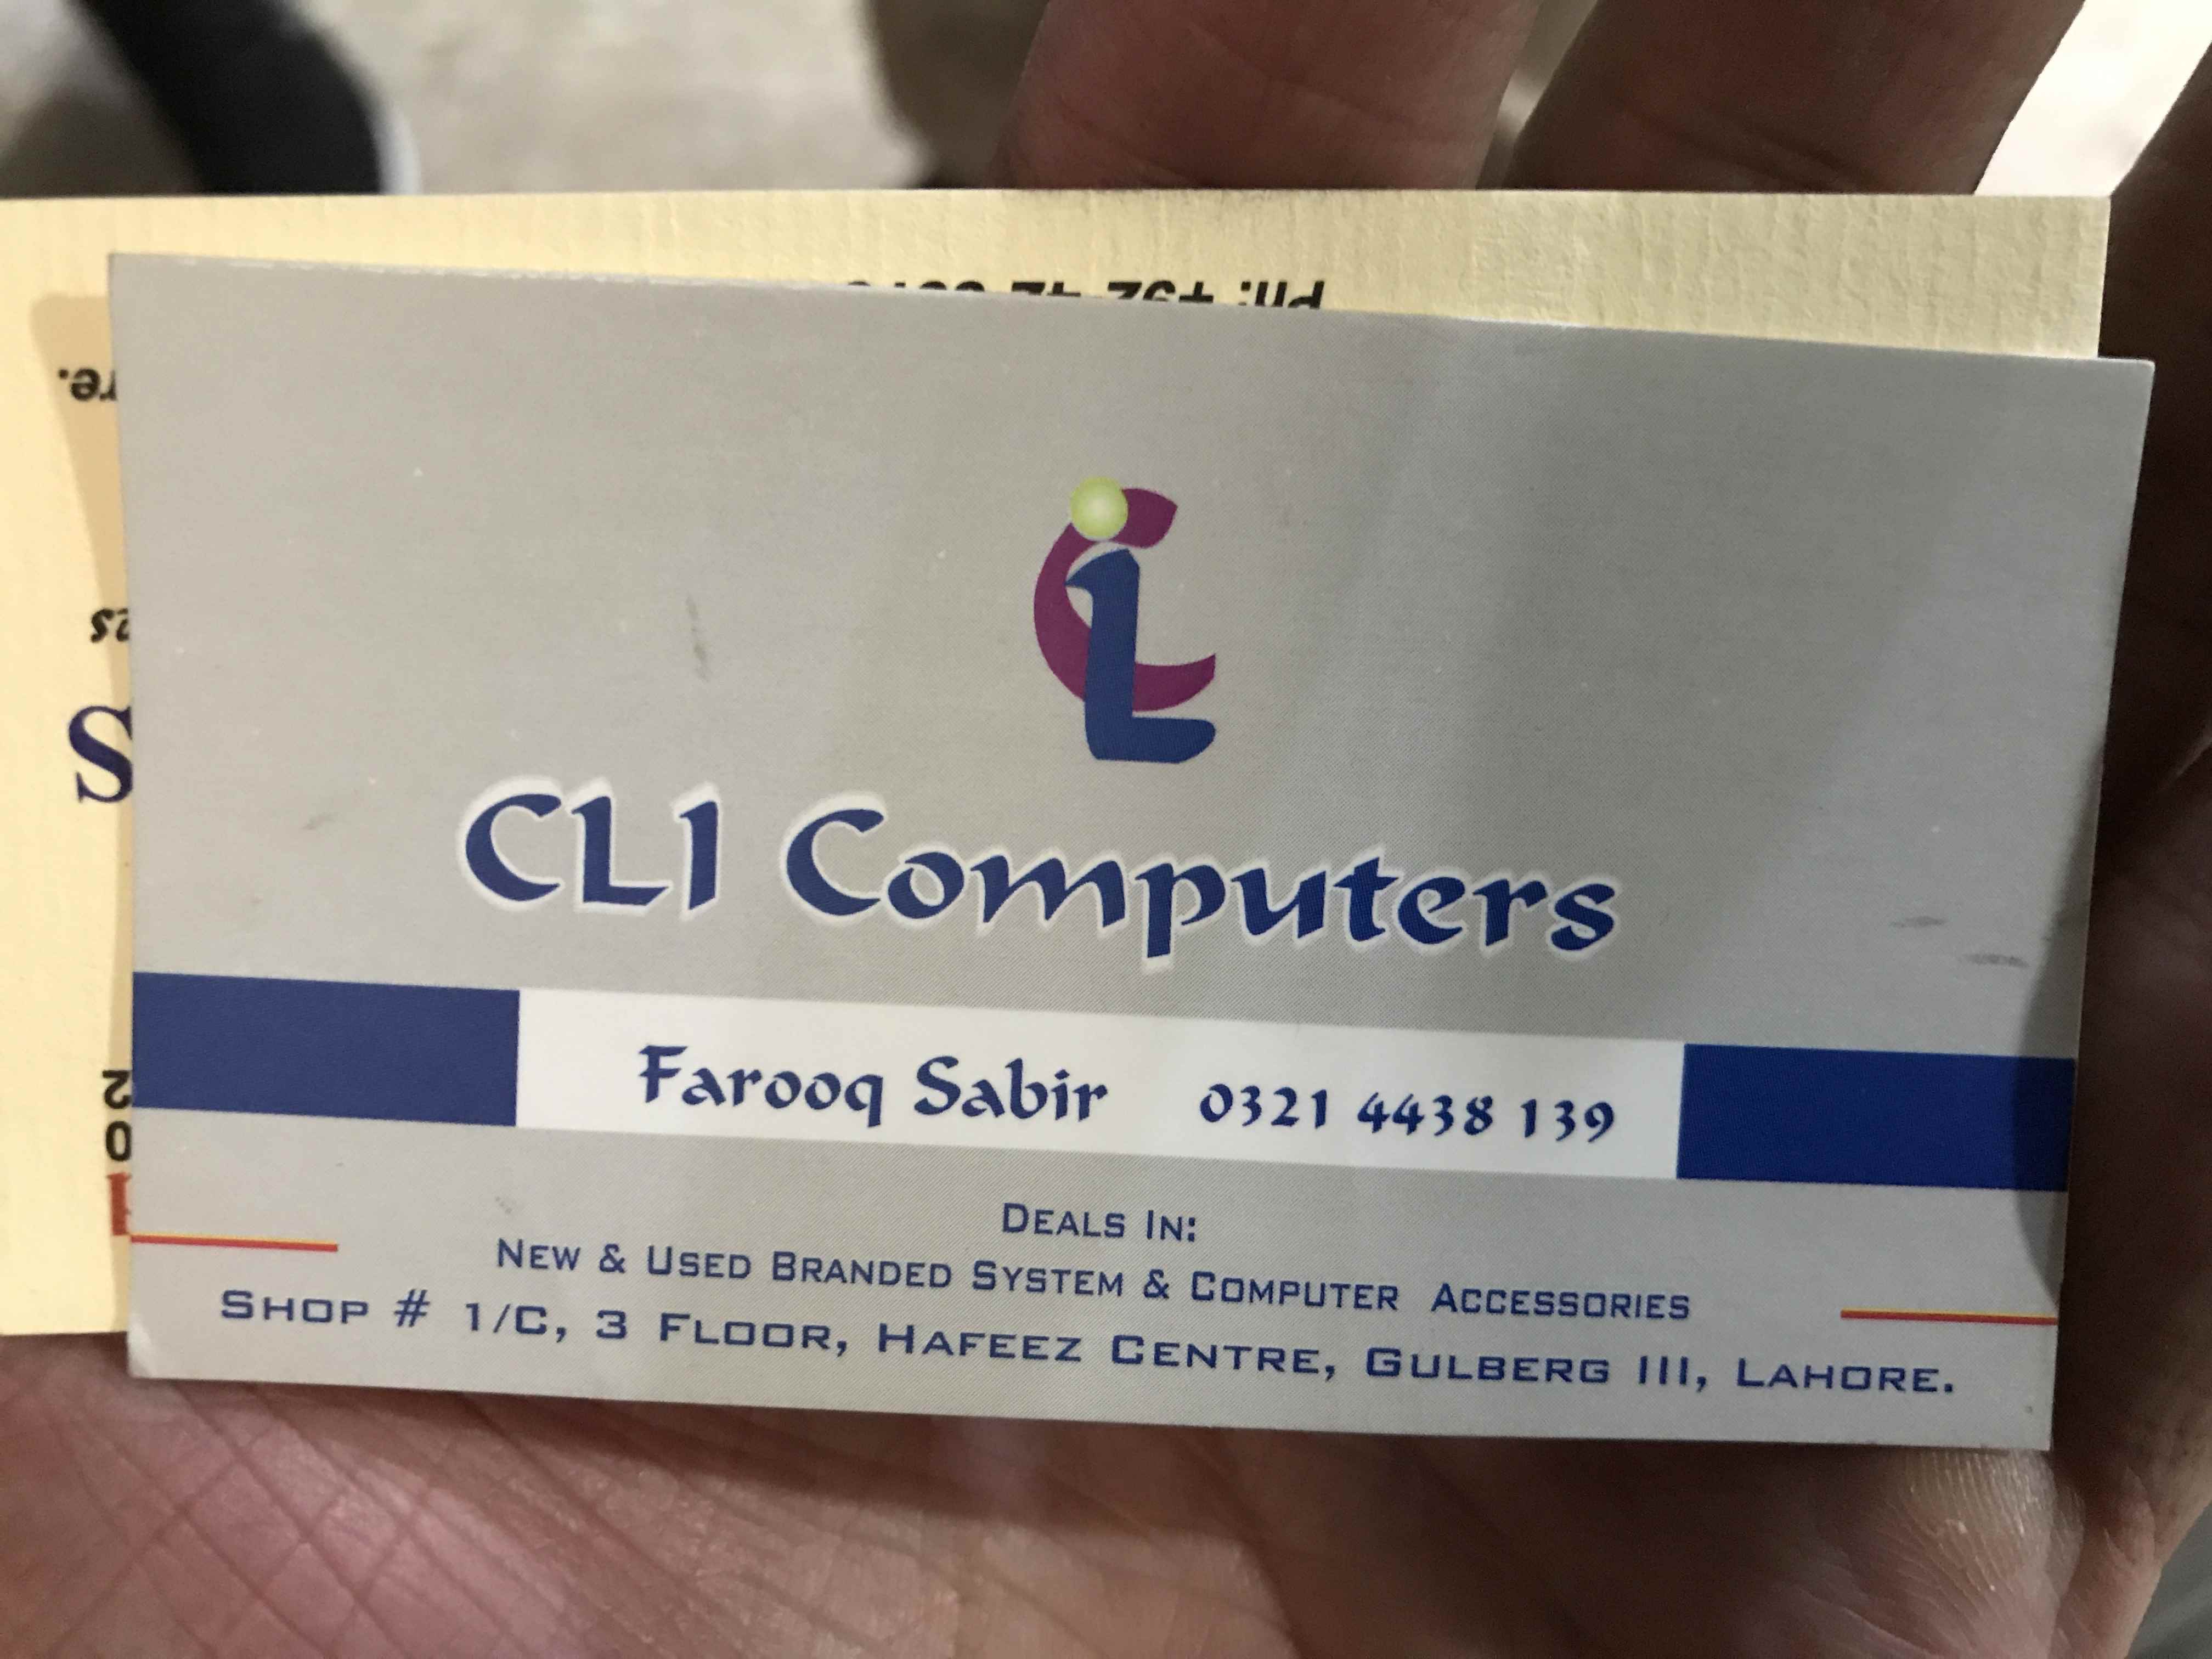 CLI Computers
Farooq Sabir 0321 4438 139
DEALS IN:
NEW & USED BRANDED SYSTEM & COMPUTER ACCESSORIES
SHOP # 1/C, 3 FLOOR, HAFEEZ CENTRE, GULBERG III, LAHORE.